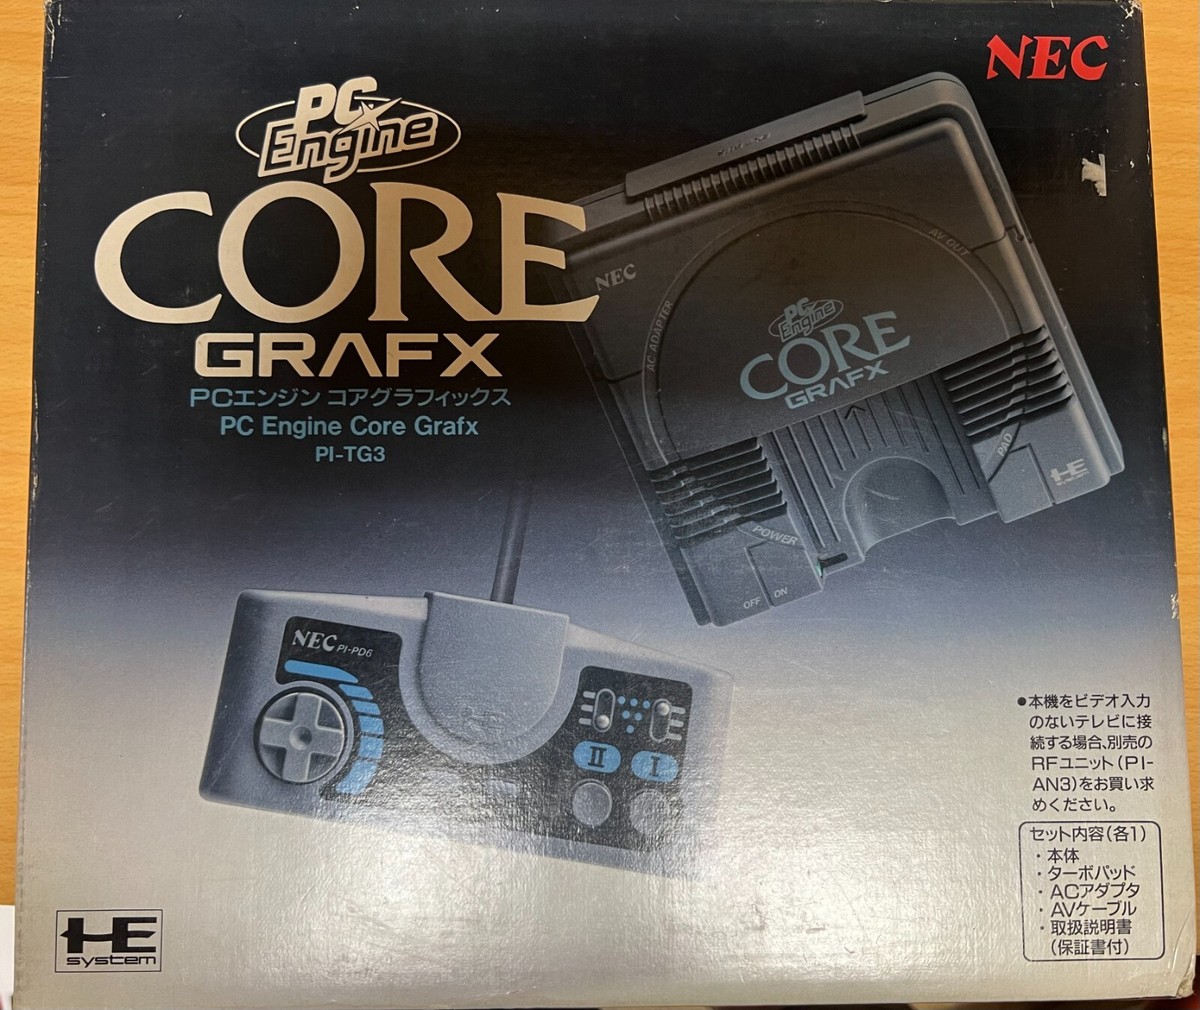 NEC
PC
Engine
CORE
GRAFX
PCエンジン コアグラフィックス
PC Engine Core Grafx
PI-TG3
NEC
AC ADAPTER
AV OUT
PC
Engine
CORE
GRAFX
PAD
HE
POWER
OFF ON
NEC PI-PD6
II I
●本機をビデオ入力
のないテレビに接
続する場合、別売の
RFユニット(PI-
AN3)をお買い求
めください。
セット内容(各1)
・本体
・ターボパッド
・ACアダプタ
・AVケーブル
・取扱説明書
(保証書付)
HE
system